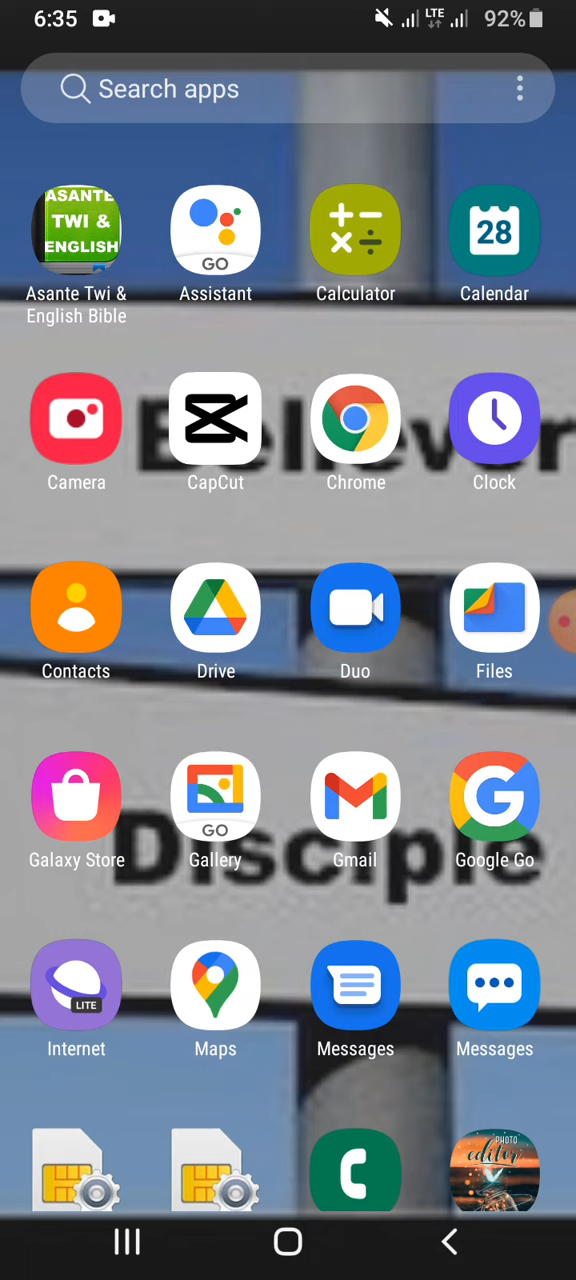 6:35 LTE 92%
Search apps
ASANTE
TWI &
ENGLISH
GO
28
Asante Twi &
English Bible
Assistant
Calculator
Calendar
Believer
Camera
CapCut
Chrome
Clock
Contacts
Drive
Duo
Files
GO
Disciple
Galaxy Store
Gallery
Gmail
Google Go
LITE
Internet
Maps
Messages
Messages
PHOTO
editor